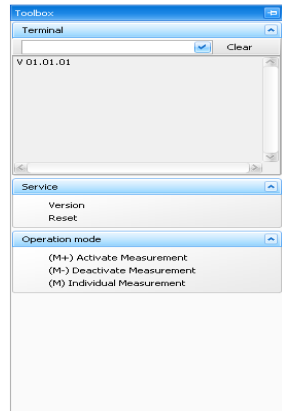 Toolbox
Terminal
Clear
V 01.01.01
Service
Version
Reset
Operation mode
(M+) Activate Measurement
(M-) Deactivate Measurement
(M) Individual Measurement